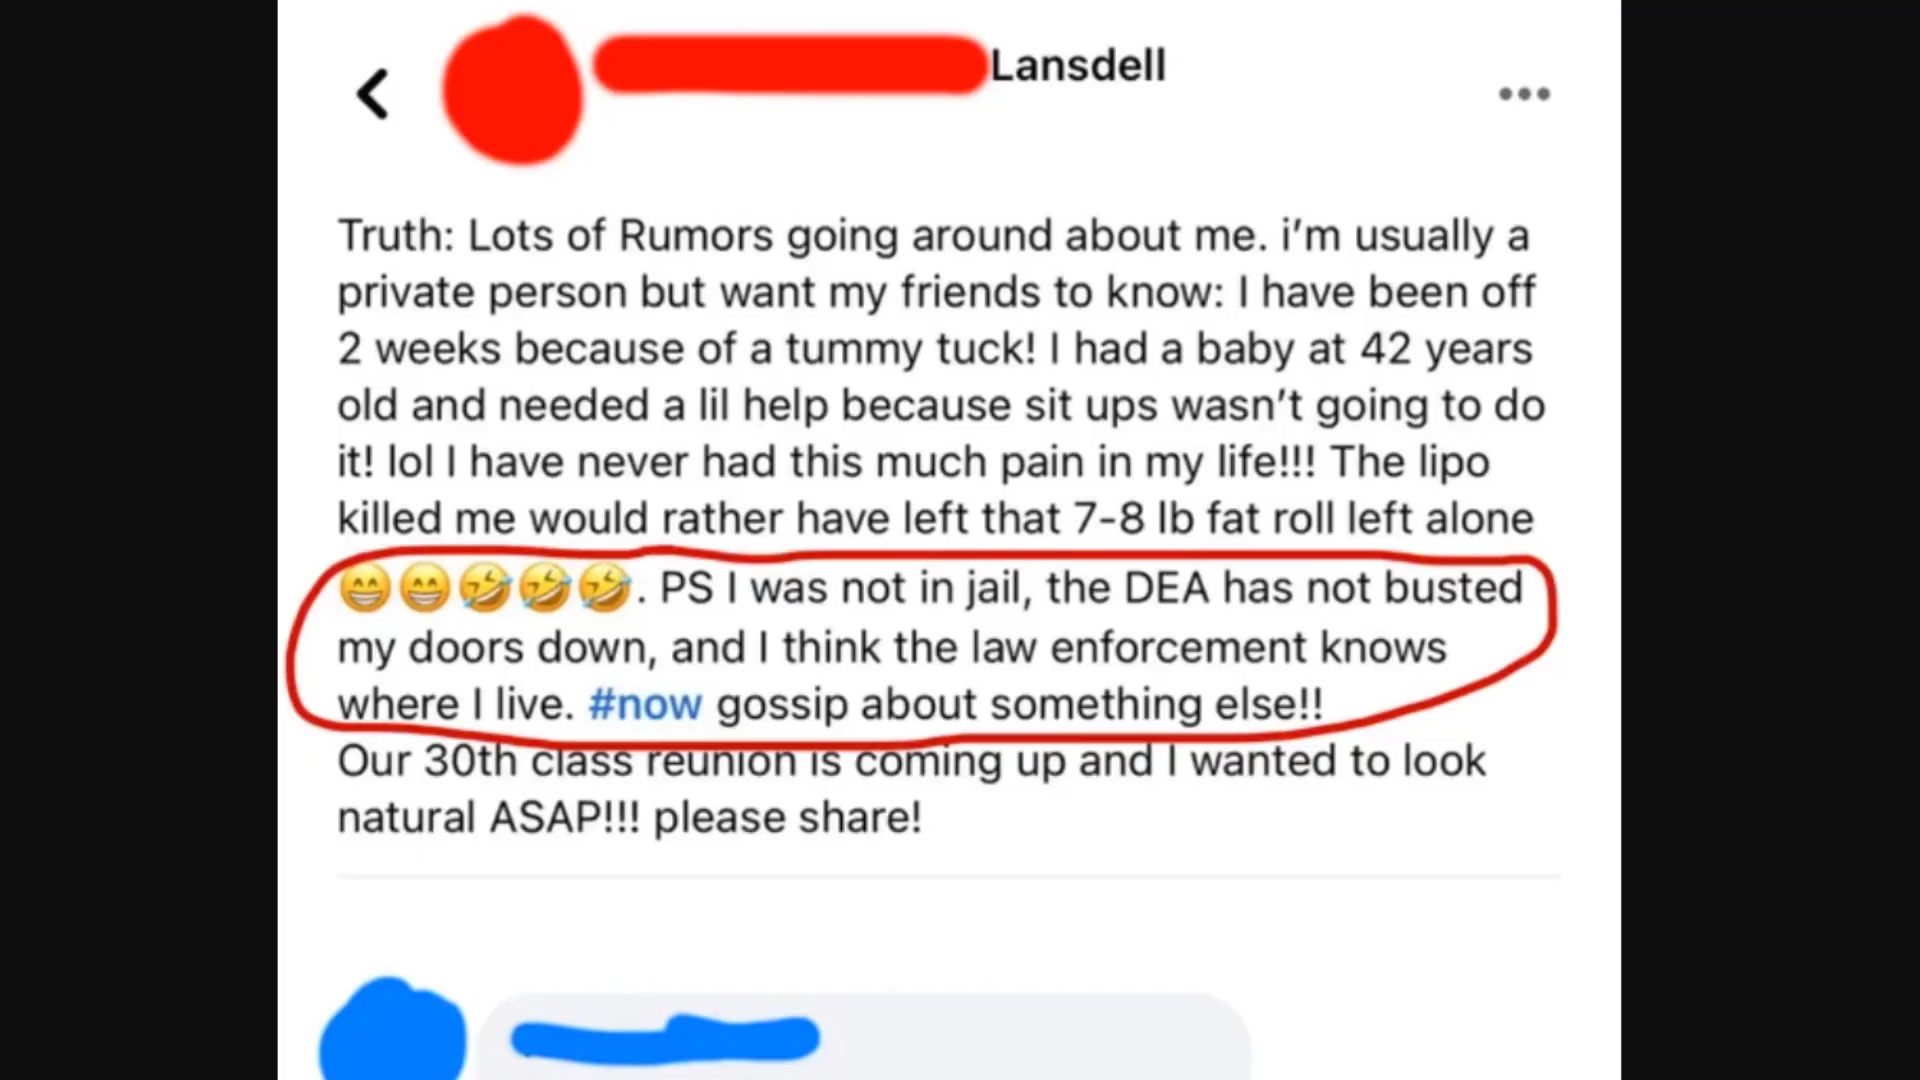 Lansdell
Truth: Lots of Rumors going around about me. i'm usually a
private person but want my friends to know: I have been off
2 weeks because of a tummy tuck! I had a baby at 42 years
old and needed a lil help because sit ups wasn't going to do
it! lol I have never had this much pain in my life!!! The lipo
killed me would rather have left that 7-8 lb fat roll left alone
😁😁🤣🤣🤣. PS I was not in jail, the DEA has not busted
my doors down, and I think the law enforcement knows
where I live. #now gossip about something else!!
Our 30th class reunion is coming up and I wanted to look
natural ASAP!!! please share!